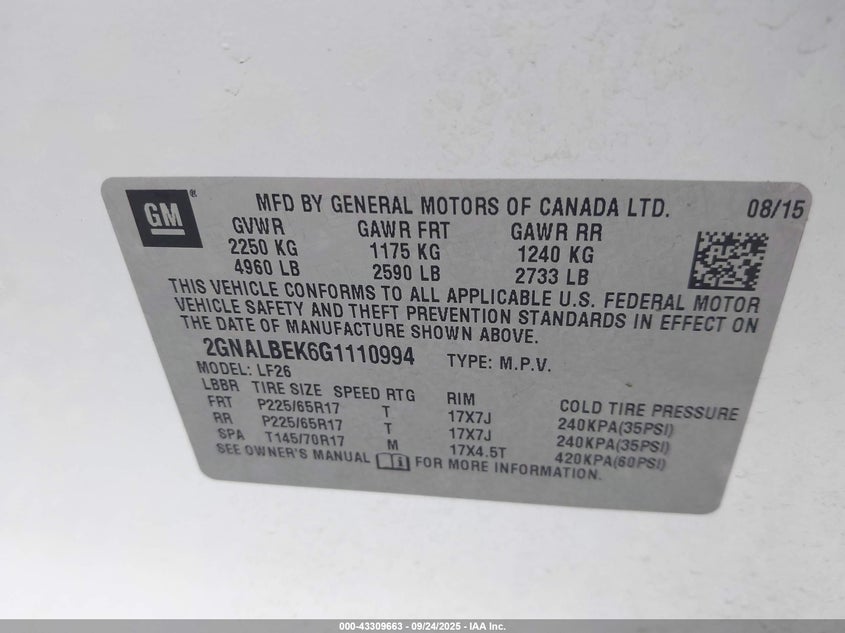 GM®
MFD BY GENERAL MOTORS OF CANADA LTD. 08/15
GVWR GAWR FRT GAWR RR
2250 KG 1175 KG 1240 KG
4960 LB 2590 LB 2733 LB
THIS VEHICLE CONFORMS TO ALL APPLICABLE U.S. FEDERAL MOTOR
VEHICLE SAFETY AND THEFT PREVENTION STANDARDS IN EFFECT ON
THE DATE OF MANUFACTURE SHOWN ABOVE.
2GNALBEK6G1110994 TYPE: M.P.V.
MODEL: LF26
LBBR TIRE SIZE SPEED RTG RIM COLD TIRE PRESSURE
FRT P225/65R17 T 17X7J 240KPA(35PSI)
RR P225/65R17 T 17X7J 240KPA(35PSI)
SPA T145/70R17 M 17X4.5T 420KPA(60PSI)
SEE OWNER'S MANUAL FOR MORE INFORMATION.
000-43309663 - 09/24/2025 - IAA Inc.